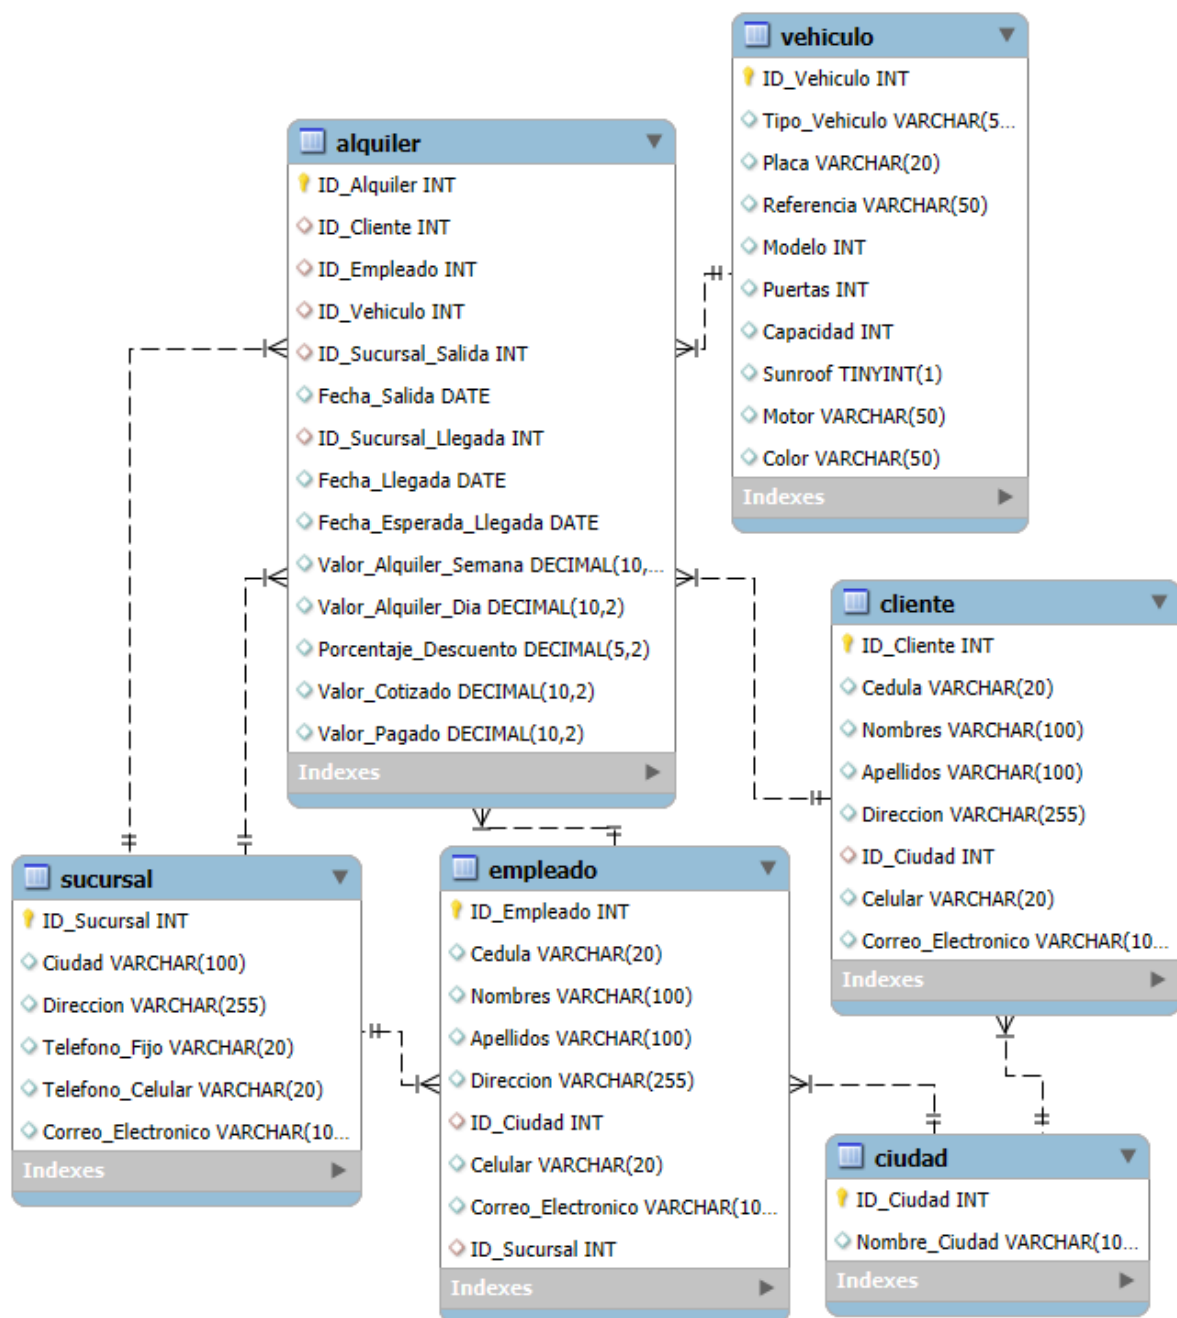 vehiculo
ID_Vehiculo INT
Tipo_Vehiculo VARCHAR(5...
Placa VARCHAR(20)
Referencia VARCHAR(50)
Modelo INT
Puertas INT
Capacidad INT
Sunroof TINYINT(1)
Motor VARCHAR(50)
Color VARCHAR(50)
Indexes
alquiler
ID_Alquiler INT
ID_Cliente INT
ID_Empleado INT
ID_Vehiculo INT
ID_Sucursal_Salida INT
Fecha_Salida DATE
ID_Sucursal_Llegada INT
Fecha_Llegada DATE
Fecha_Esperada_Llegada DATE
Valor_Alquiler_Semana DECIMAL(10,...
Valor_Alquiler_Dia DECIMAL(10,2)
Porcentaje_Descuento DECIMAL(5,2)
Valor_Cotizado DECIMAL(10,2)
Valor_Pagado DECIMAL(10,2)
Indexes
cliente
ID_Cliente INT
Cedula VARCHAR(20)
Nombres VARCHAR(100)
Apellidos VARCHAR(100)
Direccion VARCHAR(255)
ID_Ciudad INT
Celular VARCHAR(20)
Correo_Electronico VARCHAR(10...
Indexes
sucursal
ID_Sucursal INT
Ciudad VARCHAR(100)
Direccion VARCHAR(255)
Telefono_Fijo VARCHAR(20)
Telefono_Celular VARCHAR(20)
Correo_Electronico VARCHAR(10...
Indexes
empleado
ID_Empleado INT
Cedula VARCHAR(20)
Nombres VARCHAR(100)
Apellidos VARCHAR(100)
Direccion VARCHAR(255)
ID_Ciudad INT
Celular VARCHAR(20)
Correo_Electronico VARCHAR(10...
ID_Sucursal INT
Indexes
ciudad
ID_Ciudad INT
Nombre_Ciudad VARCHAR(10...
Indexes